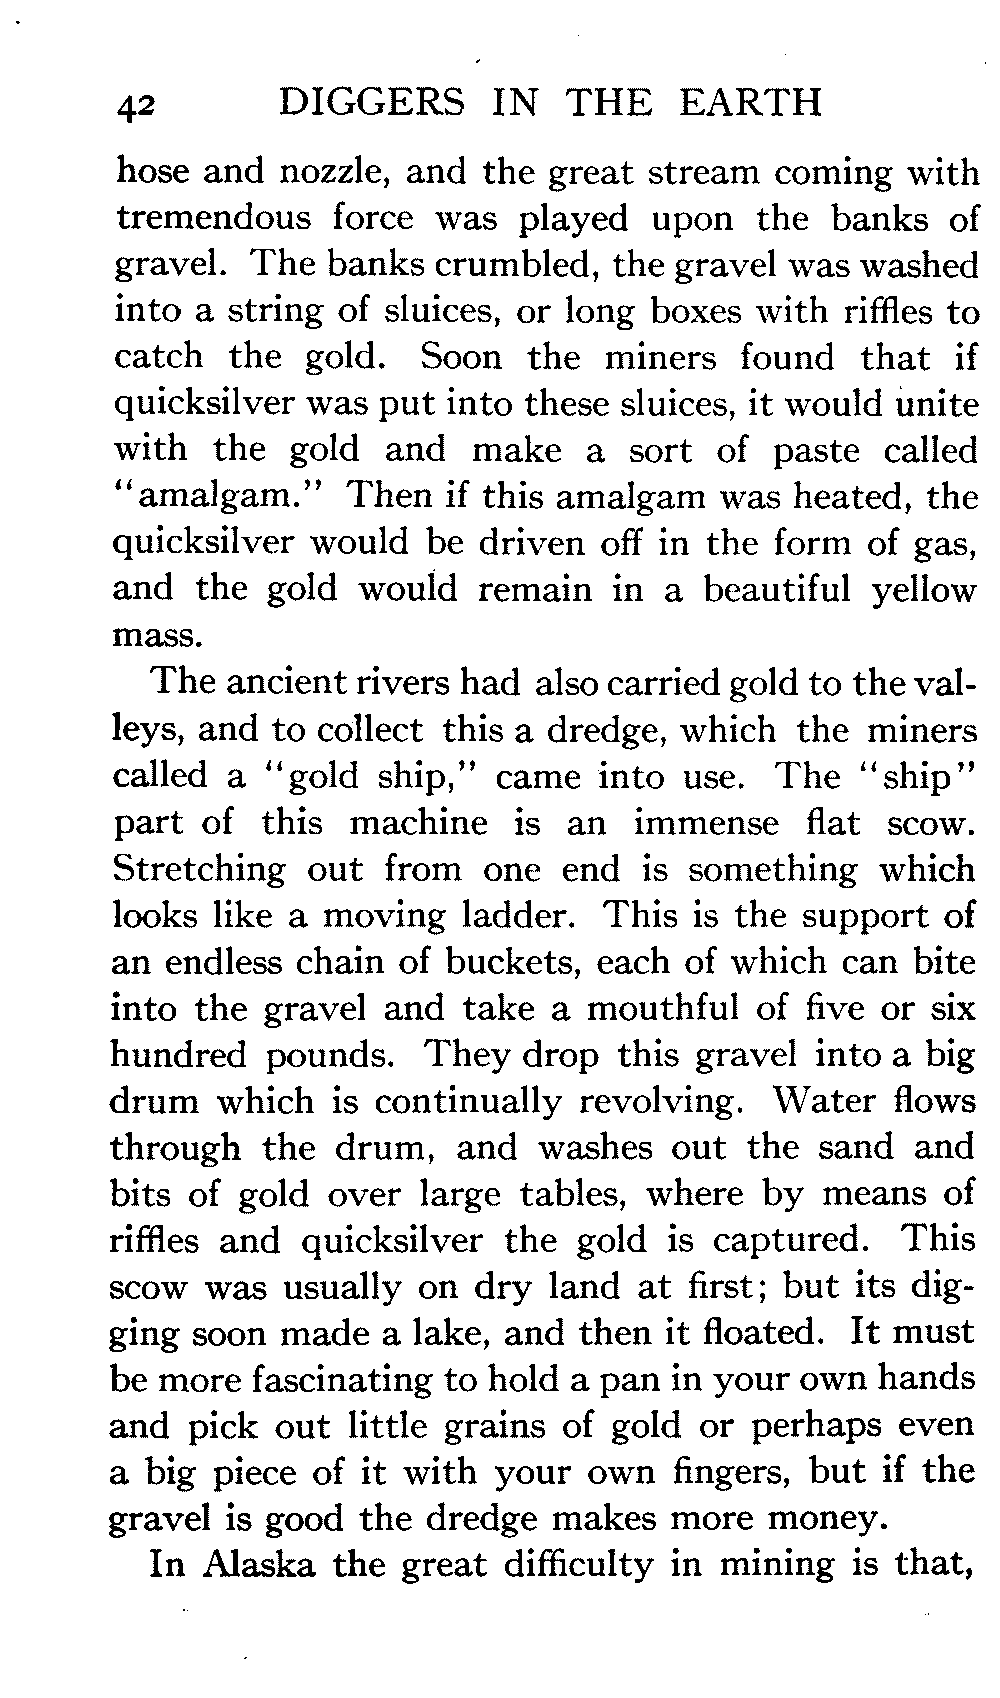 42 DIGGERS IN THE EARTH
hose and nozzle, and the great stream coming with
tremendous force was played upon the banks of
gravel. The banks crumbled, the gravel was washed
into a string of sluices, or long boxes with riffles to
catch the gold. Soon the miners found that if
quicksilver was put into these sluices, it would unite
with the gold and make a sort of paste called
“amalgam.” Then if this amalgam was heated, the
quicksilver would be driven off in the form of gas,
and the gold would remain in a beautiful yellow
mass.
The ancient rivers had also carried gold to the val-
leys, and to collect this a dredge, which the miners
called a “gold ship,” came into use. The “ship”
part of this machine is an immense flat scow.
Stretching out from one end is something which
looks like a moving ladder. This is the support of
an endless chain of buckets, each of which can bite
into the gravel and take a mouthful of five or six
hundred pounds. They drop this gravel into a big
drum which is continually revolving. Water flows
through the drum, and washes out the sand and
bits of gold over large tables, where by means of
riffles and quicksilver the gold is captured. This
scow was usually on dry land at first; but its dig-
ging soon made a lake, and then it floated. It must
be more fascinating to hold a pan in your own hands
and pick out little grains of gold or perhaps even
a big piece of it with your own fingers, but if the
gravel is good the dredge makes more money.
In Alaska the great difficulty in mining is that,